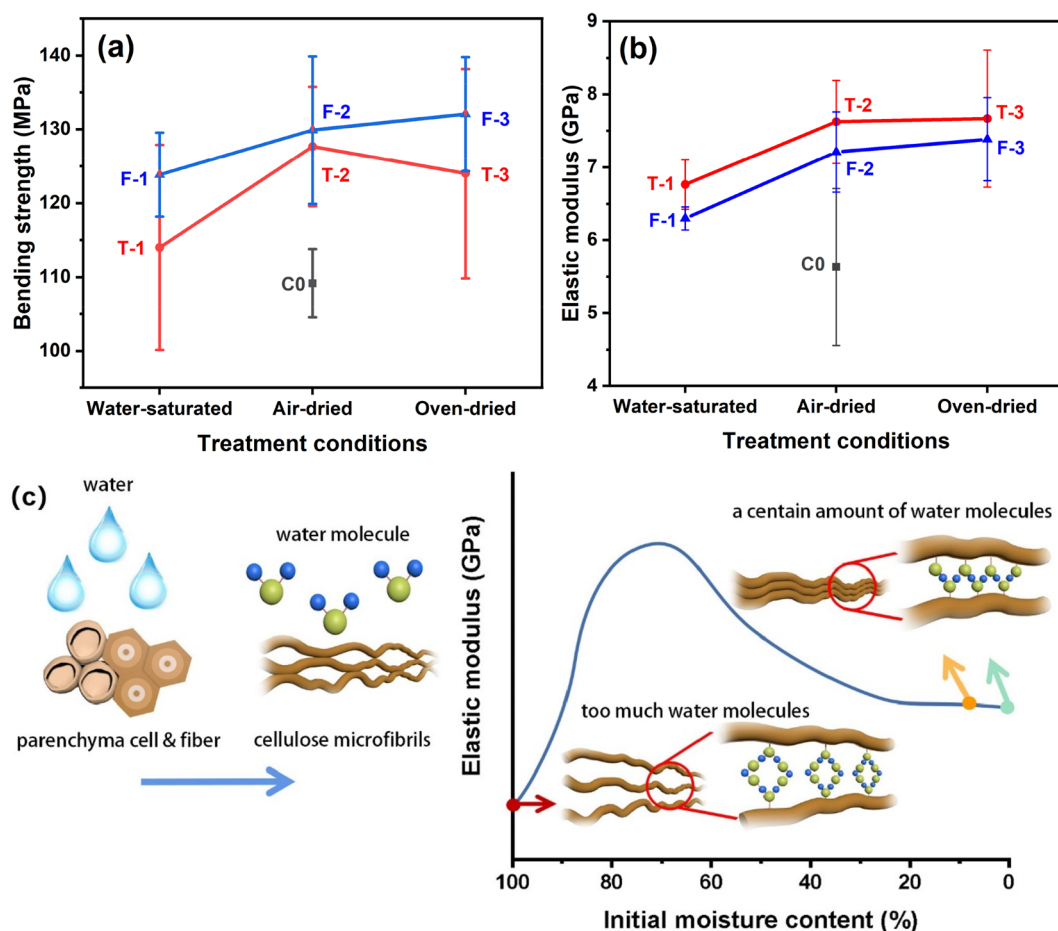 (a)
Bending strength (MPa)
140
130
120
110
100
F-1
T-1
F-2
T-2
C0
F-3
T-3
Water-saturated Air-dried Oven-dried
Treatment conditions
(b)
Elastic modulus (GPa)
9
8
7
6
5
4
T-1
F-1
T-2
F-2
C0
T-3
F-3
Water-saturated Air-dried Oven-dried
Treatment conditions
(c)
water
water molecule
parenchyma cell & fiber
cellulose microfibrils
Elastic modulus (GPa)
a centain amount of water molecules
too much water molecules
100 80 60 40 20 0
Initial moisture content (%)